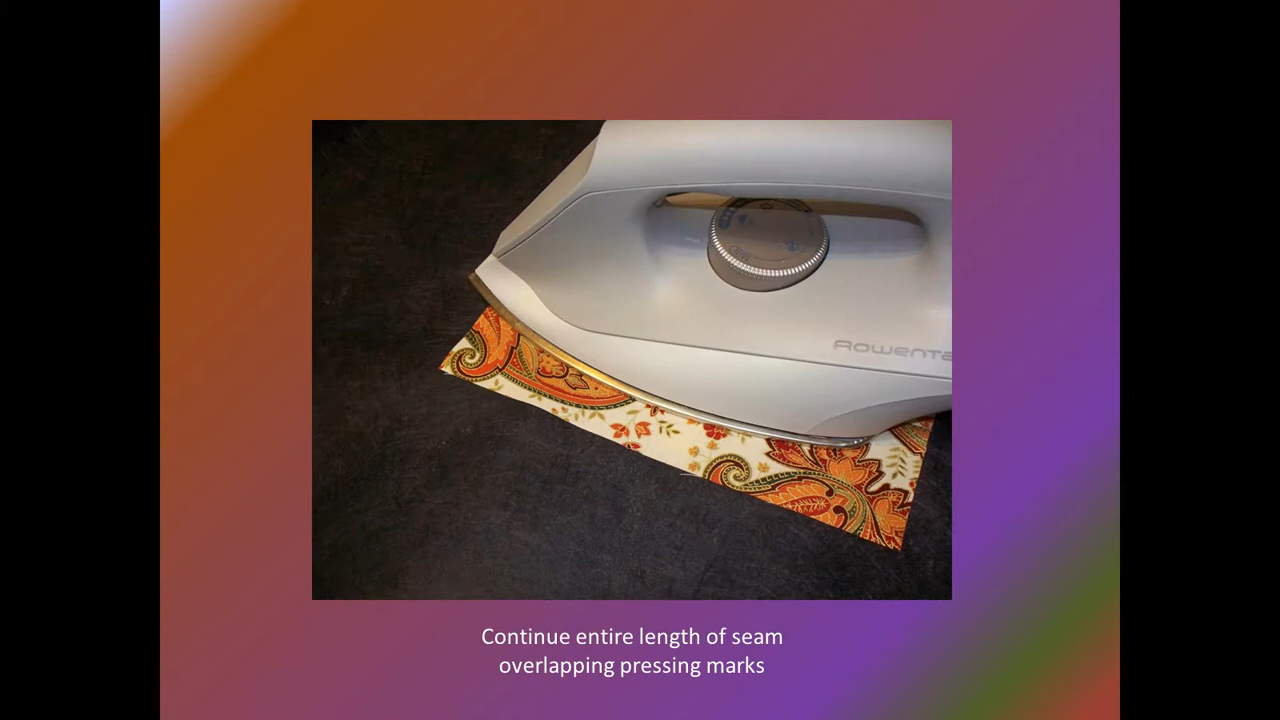 Rowenta
Continue entire length of seam
overlapping pressing marks